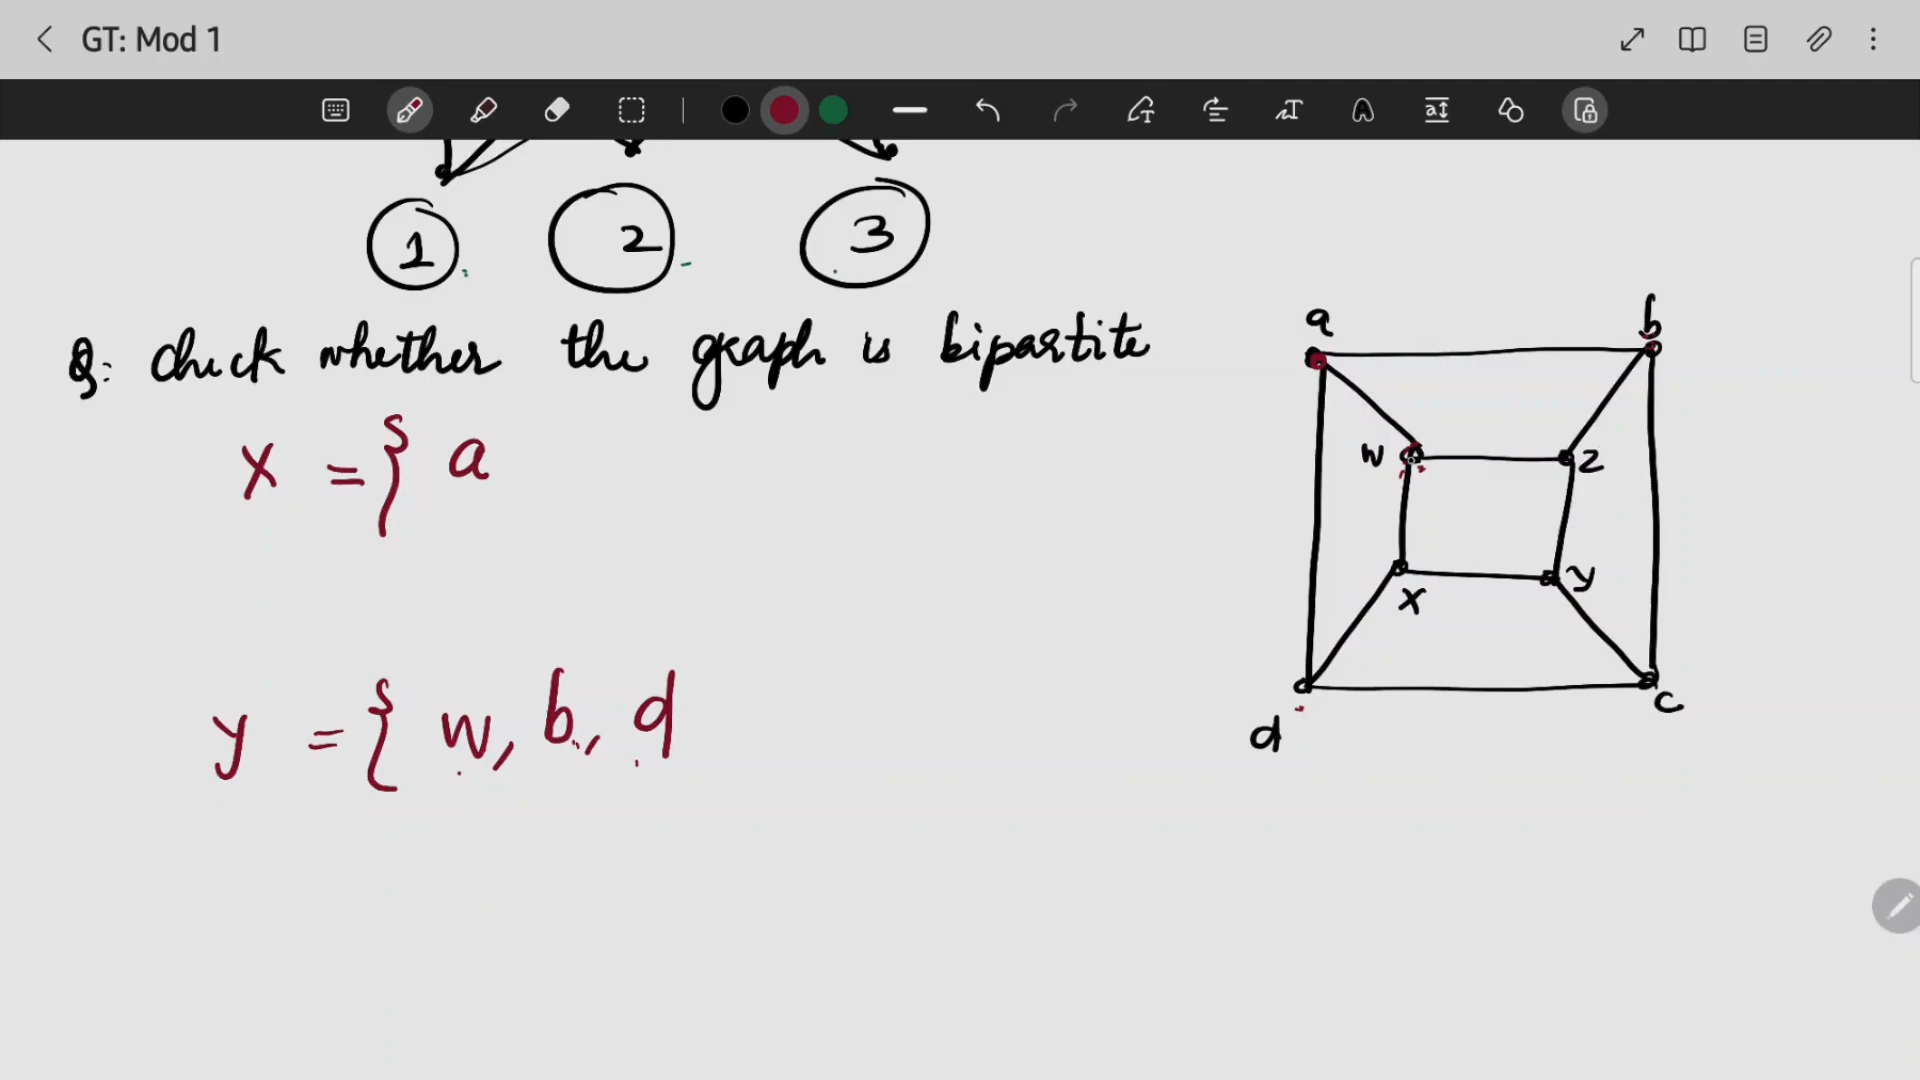 GT: Mod 1
1 2 3
Q: check whether the graph is bipartite
X = { a
y = { w, b, d
a b
w z
x y
d c